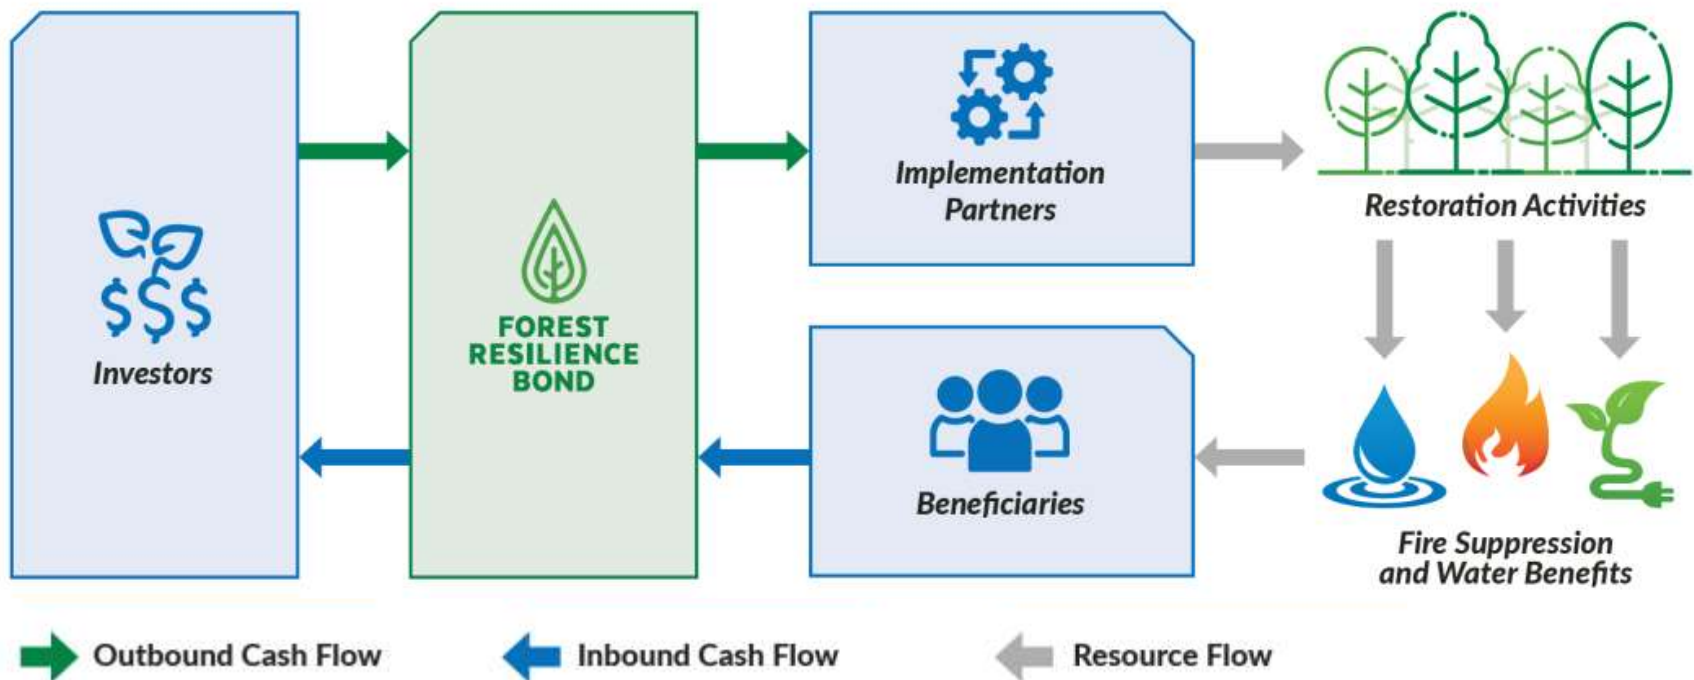 Investors
FOREST
RESILIENCE
BOND
Implementation
Partners
Restoration Activities
Beneficiaries
Fire Suppression
and Water Benefits
Outbound Cash Flow
Inbound Cash Flow
Resource Flow